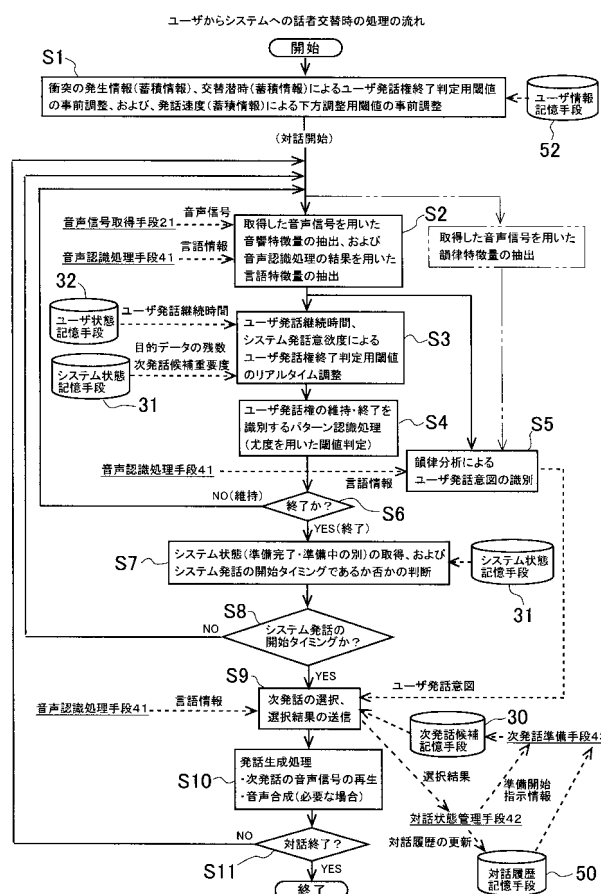 ユーザからシステムへの話者交替時の処理の流れ
開始
S1
衝突の発生情報(蓄積情報)、交替潜時(蓄積情報)によるユーザ発話権終了判定用閾値
の事前調整、および、発話速度(蓄積情報)による下方調整用閾値の事前調整
ユーザ情報
記憶手段
52
(対話開始)
音声信号
音声信号取得手段21
言語情報
音声認識処理手段41
S2
取得した音声信号を用いた
音響特徴量の抽出、および
音声認識処理の結果を用いた
言語特徴量の抽出
取得した音声信号を用いた
韻律特徴量の抽出
32
ユーザ状態
記憶手段
ユーザ発話継続時間
目的データの残数
次発話候補重要度
システム状態
記憶手段
31
S3
ユーザ発話継続時間、
システム発話意欲度による
ユーザ発話権終了判定用閾値
のリアルタイム調整
S4
ユーザ発話権の維持・終了を
識別するパターン認識処理
(尤度を用いた閾値判定)
S5
韻律分析による
ユーザ発話意図の識別
音声認識処理手段41
言語情報
NO(維持)
終了か?
S6
YES(終了)
S7
システム状態(準備完了・準備中の別)の取得、および
システム発話の開始タイミングであるか否かの判断
システム状態
記憶手段
31
S8
NO
システム発話の
開始タイミングか?
YES
ユーザ発話意図
S9
言語情報
音声認識処理手段41
次発話の選択、
選択結果の送信
30
次発話候補
記憶手段
次発話準備手段43
S10
発話生成処理
・次発話の音声信号の再生
・音声合成(必要な場合)
選択結果
準備開始
指示情報
対話状態管理手段42
対話履歴の更新
NO
対話終了?
S11
YES
終了
対話履歴
記憶手段
50